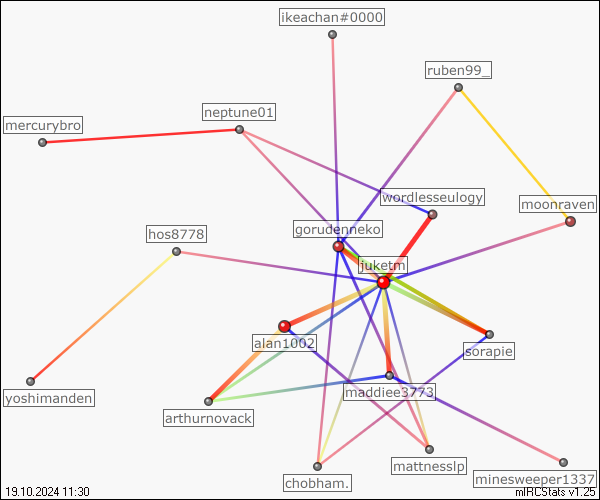 ikeachan#0000
ruben99_
neptune01
mercurybro
wordlesseulogy
moonraven
gorudenneko
hos8778
juketm
alan1002
sorapie
maddiee3773
yoshimanden
arthurnovack
mattnesslp
chobham.
minesweeper1337
19.10.2024 11:30
mIRCStats v1.25